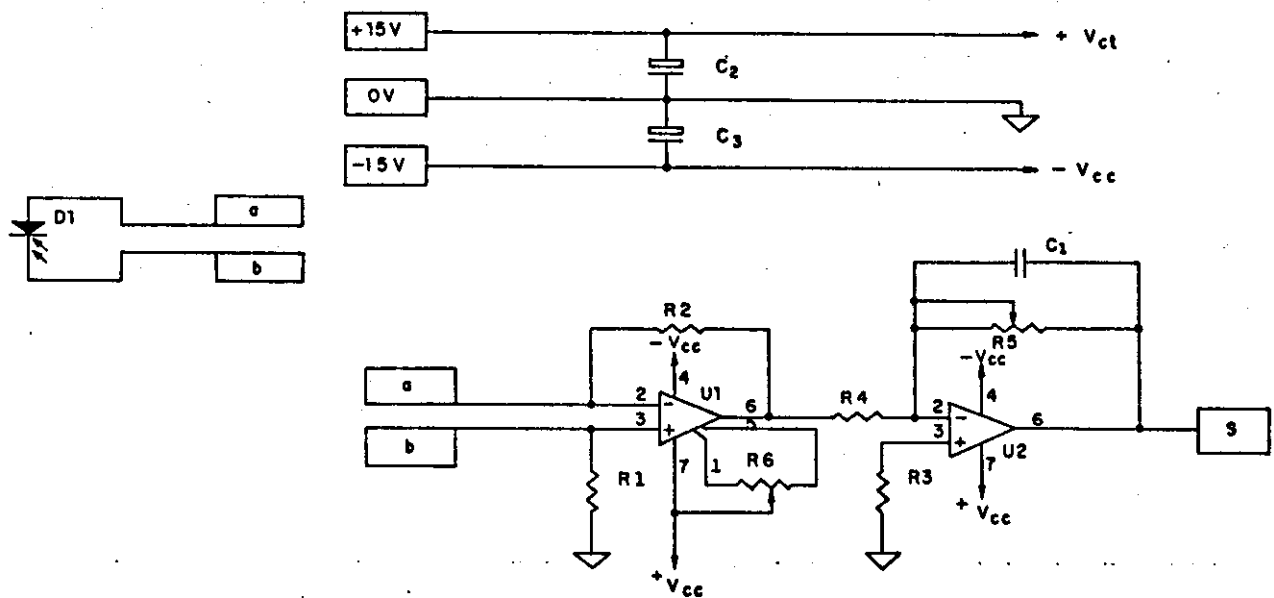 +15V
+ Vct
C2
0V
C3
-15V
- Vcc
D1
a
b
C1
R2
- Vcc
R5
-Vcc
a
4
U1
2
-
6
R4
4
3
+
5
2
-
6
S
b
3
+
U2
R1
7
1
R6
R3
7
+ Vcc
+ Vcc